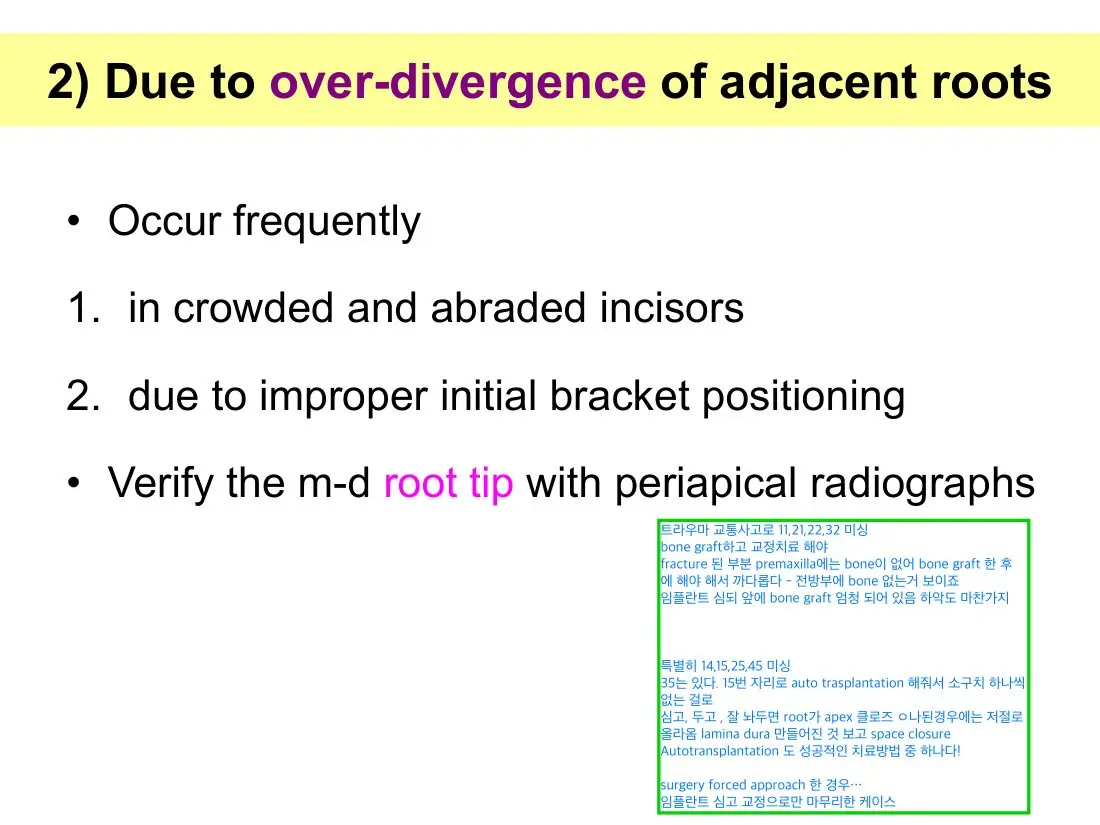 2) Due to over-divergence of adjacent roots
• Occur frequently
1. in crowded and abraded incisors
2. due to improper initial bracket positioning
• Verify the m-d root tip with periapical radiographs
트라우마 교통사고로 11,21,22,32 미싱
bone graft하고 교정치료 해야
fracture 된 부분 premaxilla에는 bone이 없어 bone graft 한 후
에 해야 해서 까다롭다 – 전방부에 bone 없는거 보이죠
임플란트 심되 앞에 bone graft 엄청 되어 있음 하악도 마찬가지
특별히 14,15,25,45 미싱
35는 있다. 15번 자리로 auto trasplantation 해줘서 소구치 하나씩
없는 걸로
심고, 두고 , 잘 놔두면 root가 apex 클로즈 ㅇ나된경우에는 저절로
올라옴 lamina dura 만들어진 것 보고 space closure
Autotransplantation 도 성공적인 치료방법 중 하나다!
surgery forced approach 한 경우…
임플란트 심고 교정으로만 마무리한 케이스